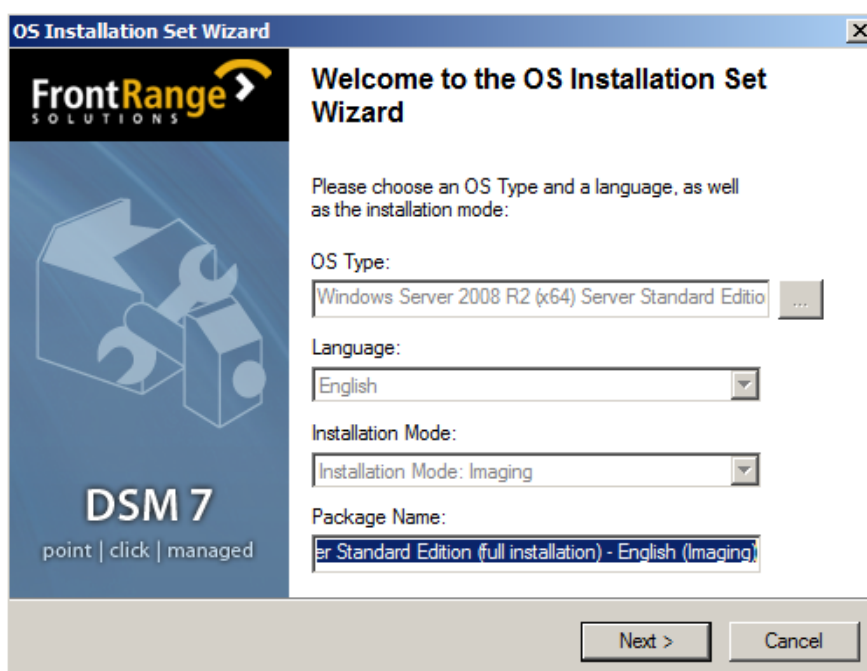 OS Installation Set Wizard
FrontRange
SOLUTIONS
Welcome to the OS Installation Set
Wizard
Please choose an OS Type and a language, as well
as the installation mode:
OS Type:
Windows Server 2008 R2 (x64) Server Standard Editio
...
Language:
English
Installation Mode:
Installation Mode: Imaging
DSM 7
Package Name:
point | click | managed
er Standard Edition (full installation) - English (Imaging)
Next >
Cancel